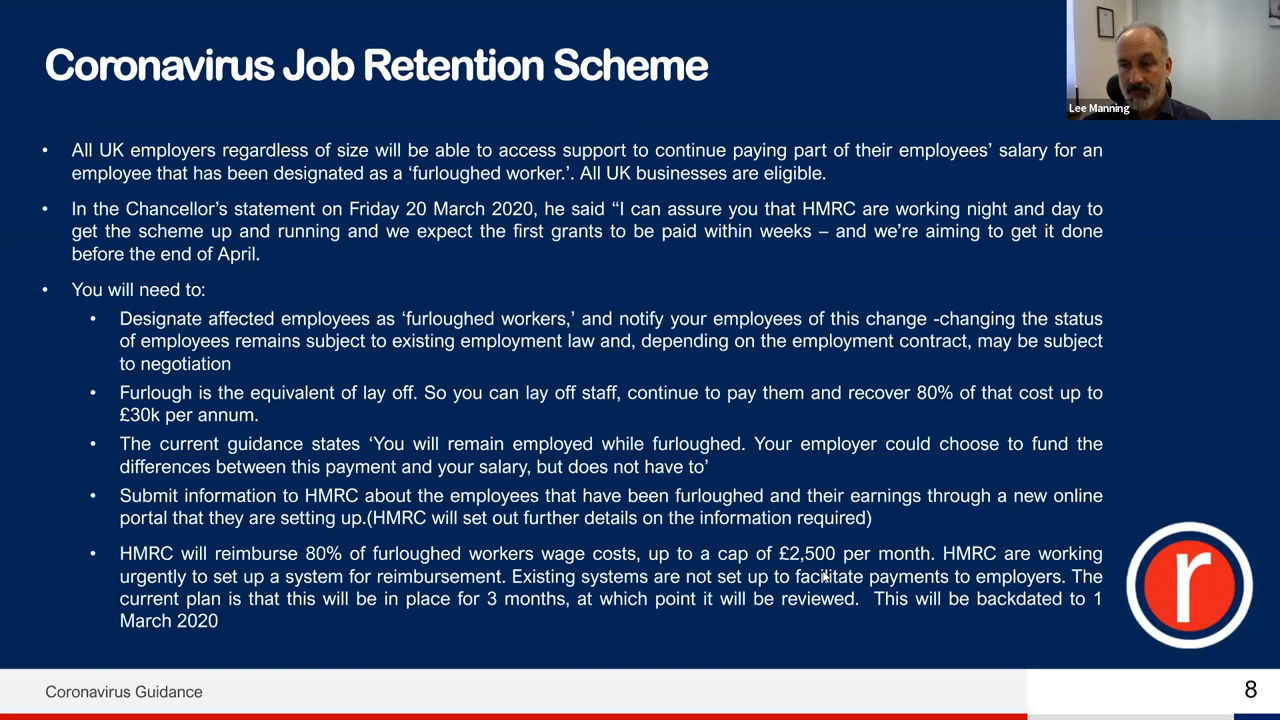 Coronavirus Job Retention Scheme
Lee Manning
• All UK employers regardless of size will be able to access support to continue paying part of their employees’ salary for an
employee that has been designated as a ‘furloughed worker.’. All UK businesses are eligible.
• In the Chancellor’s statement on Friday 20 March 2020, he said “I can assure you that HMRC are working night and day to
get the scheme up and running and we expect the first grants to be paid within weeks – and we’re aiming to get it done
before the end of April.
• You will need to:
• Designate affected employees as ‘furloughed workers,’ and notify your employees of this change -changing the status
of employees remains subject to existing employment law and, depending on the employment contract, may be subject
to negotiation
• Furlough is the equivalent of lay off. So you can lay off staff, continue to pay them and recover 80% of that cost up to
£30k per annum.
• The current guidance states ‘You will remain employed while furloughed. Your employer could choose to fund the
differences between this payment and your salary, but does not have to’
• Submit information to HMRC about the employees that have been furloughed and their earnings through a new online
portal that they are setting up.(HMRC will set out further details on the information required)
• HMRC will reimburse 80% of furloughed workers wage costs, up to a cap of £2,500 per month. HMRC are working
urgently to set up a system for reimbursement. Existing systems are not set up to facilitate payments to employers. The
current plan is that this will be in place for 3 months, at which point it will be reviewed. This will be backdated to 1
March 2020
r
Coronavirus Guidance
8